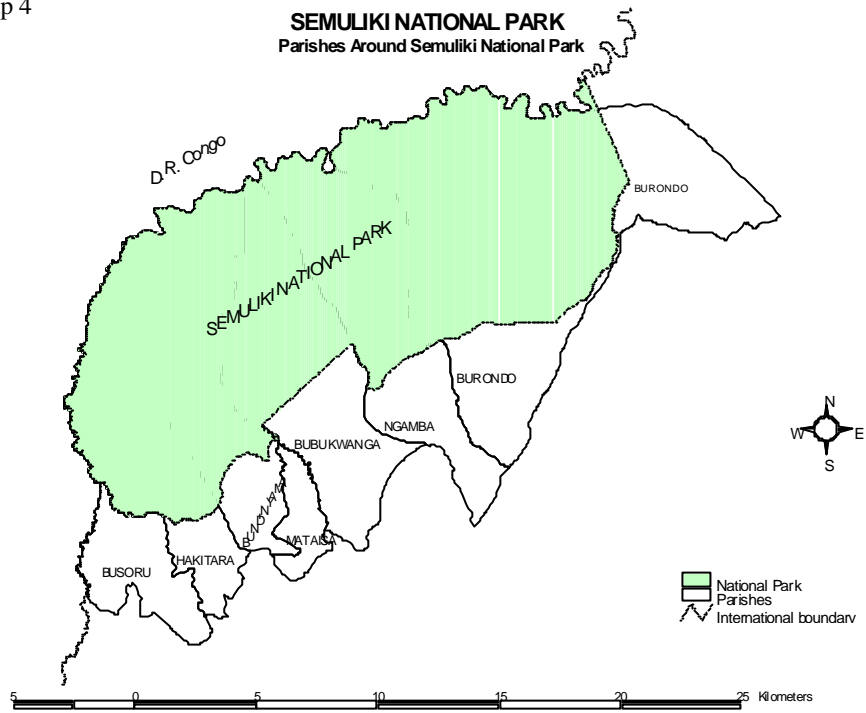 p 4
SEMULIKI NATIONAL PARK
Parishes Around Semuliki National Park
D.R. Congo
BURONDO
SEMULIKI NATIONAL PARK
BURONDO
NGAMBA
BUBUKWANGA
MATAISA
HAKITARA
BUSORU
N
W E
S
National Park
Parishes
International boundary
5 0 5 10 15 20 25 Kilometers